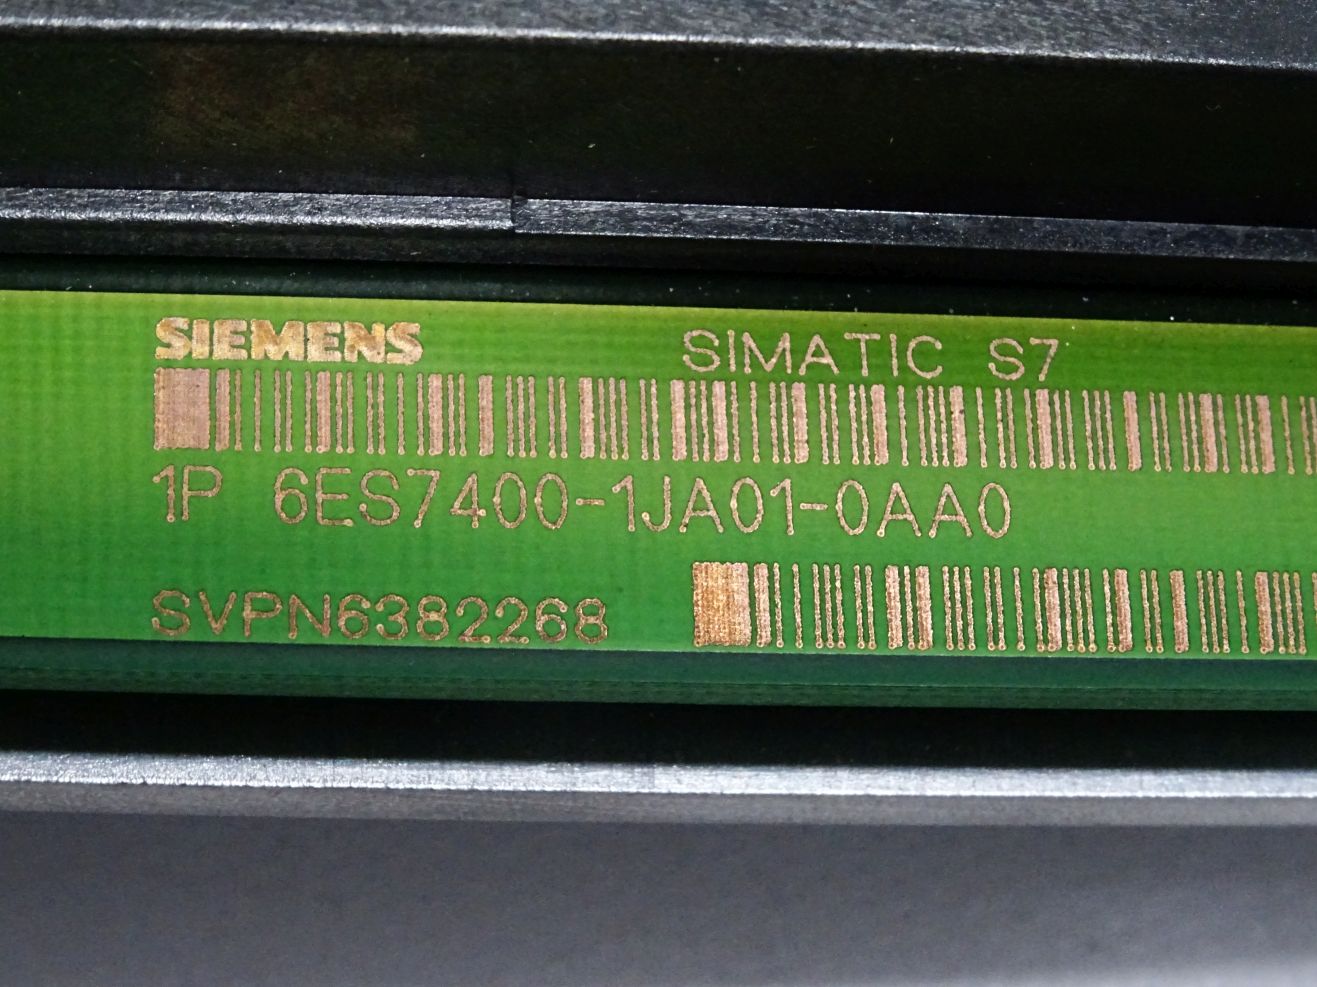 SIEMENS SIMATIC S7
1P 6ES7400-1JA01-0AA0
SVPN6382268